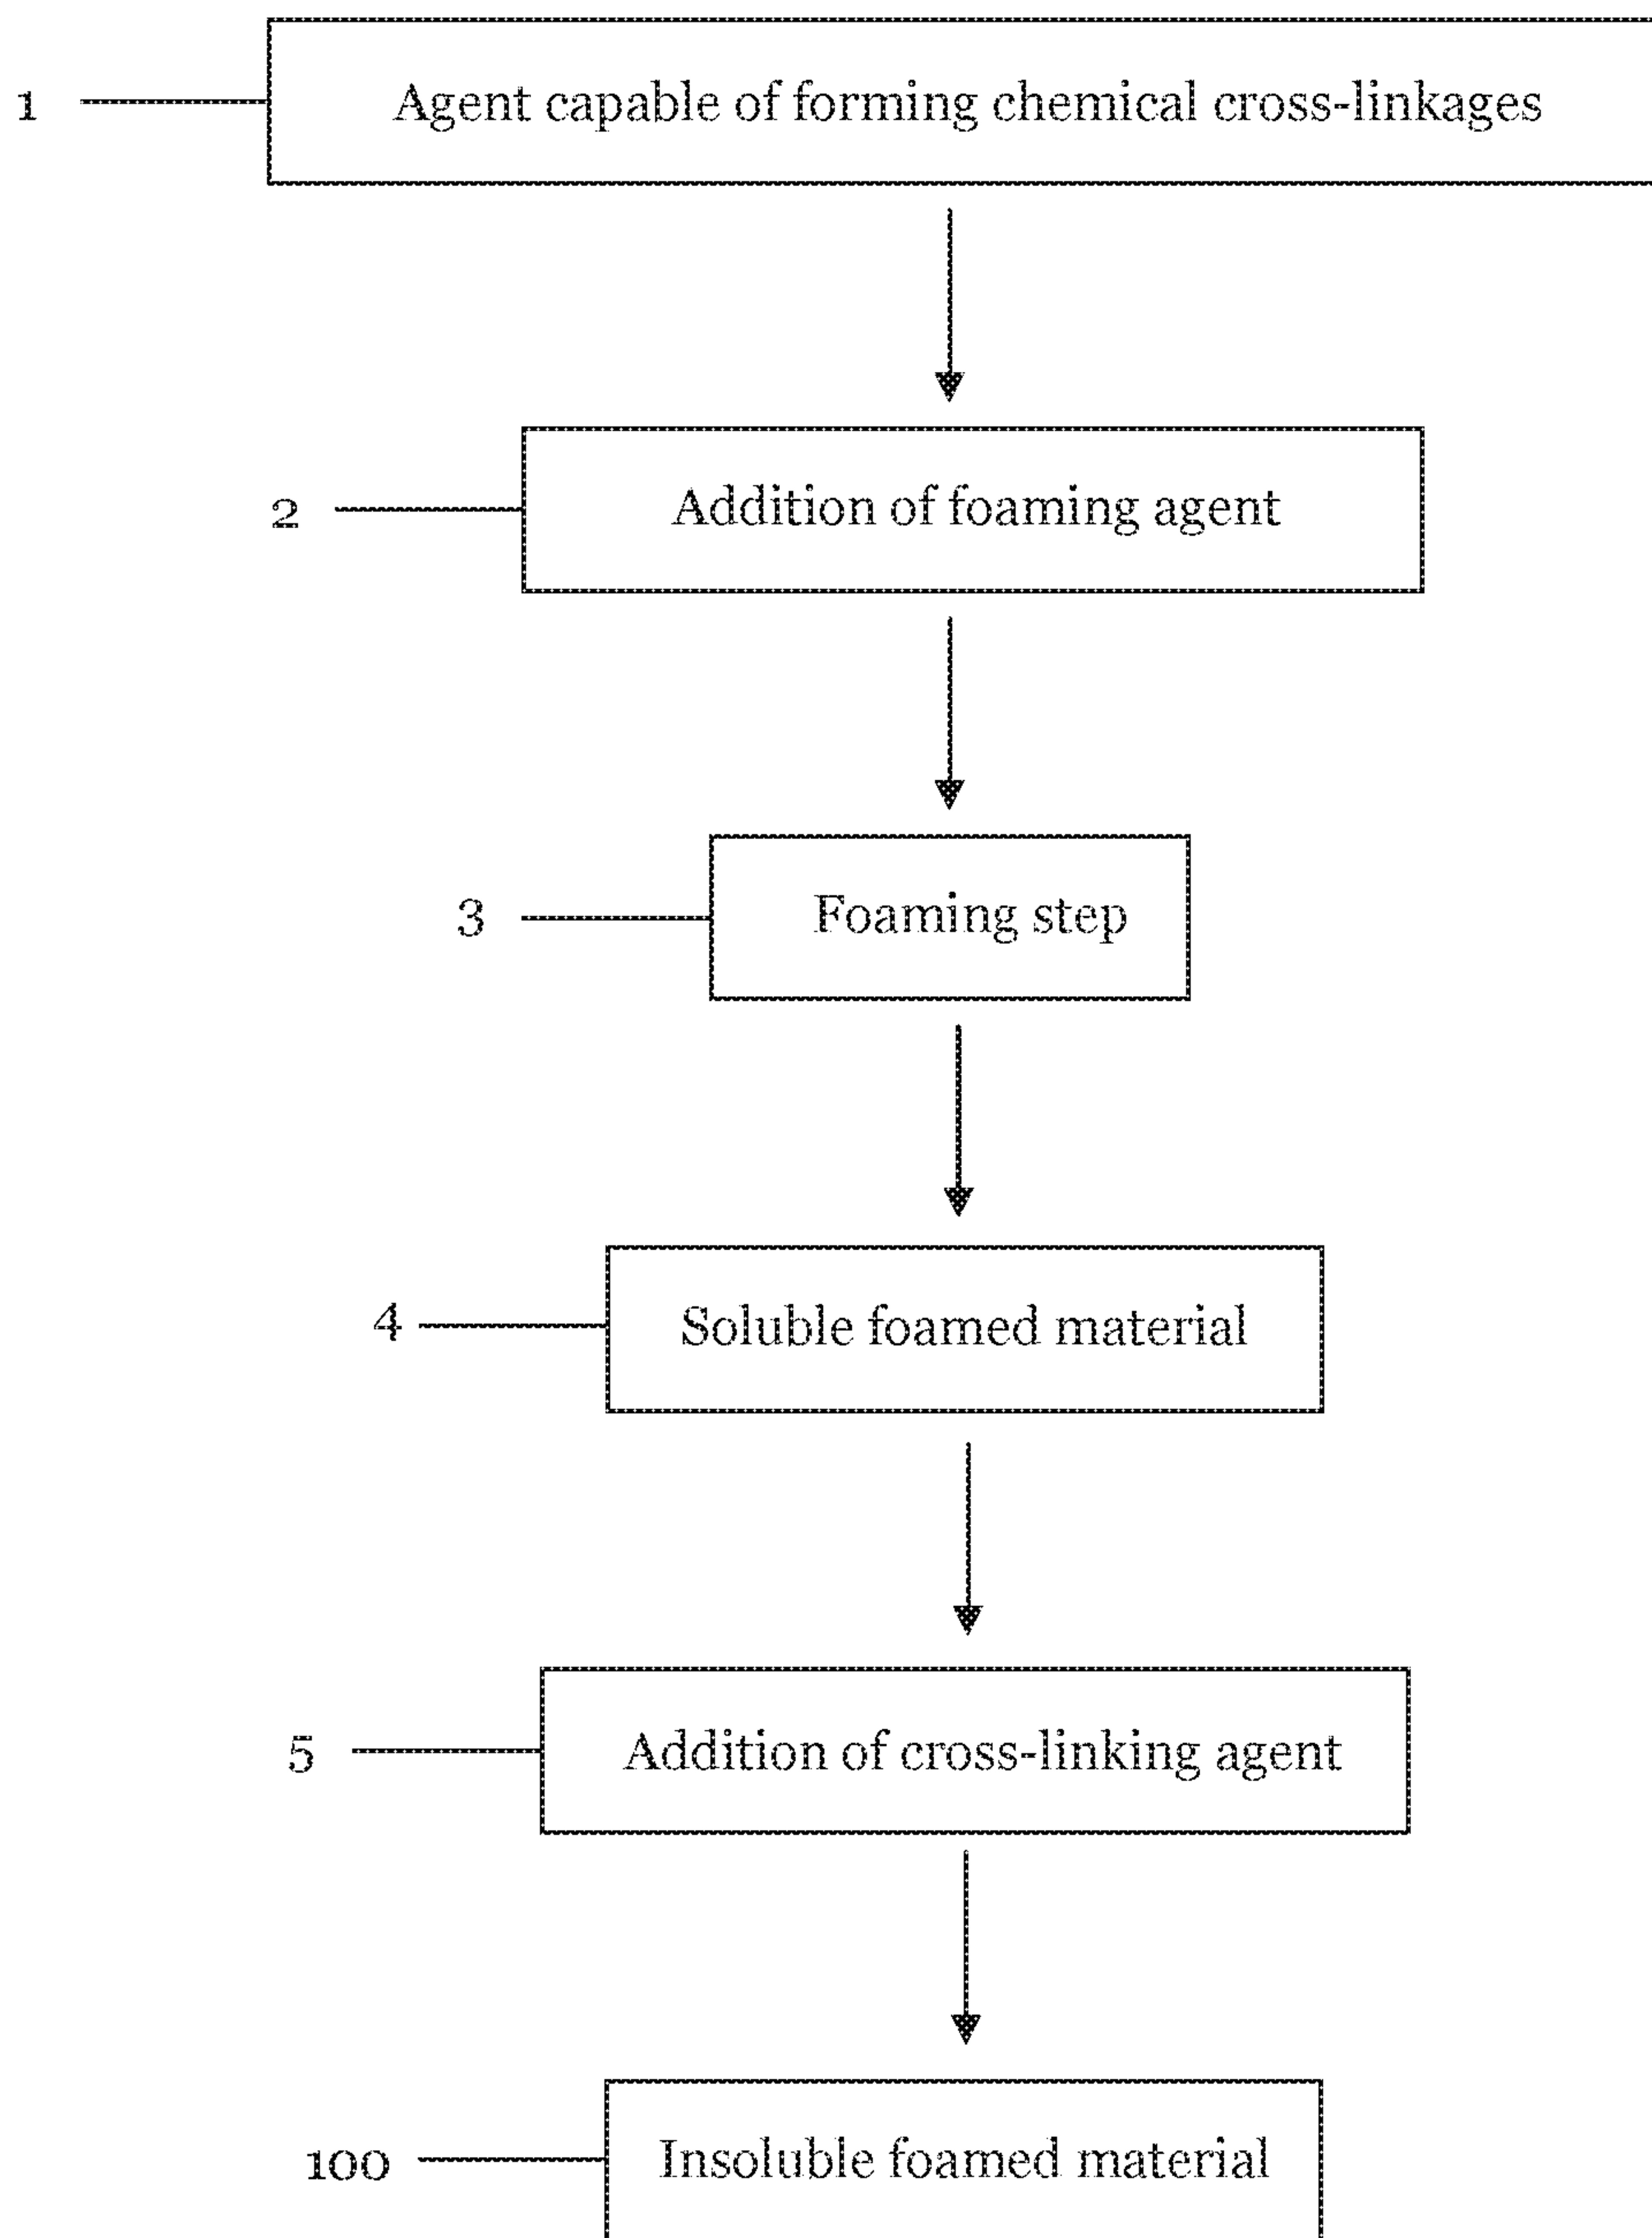 1 Agent capable of forming chemical cross-linkages
2 Addition of foaming agent
3 Foaming step
4 Soluble foamed material
5 Addition of cross-linking agent
100 Insoluble foamed material